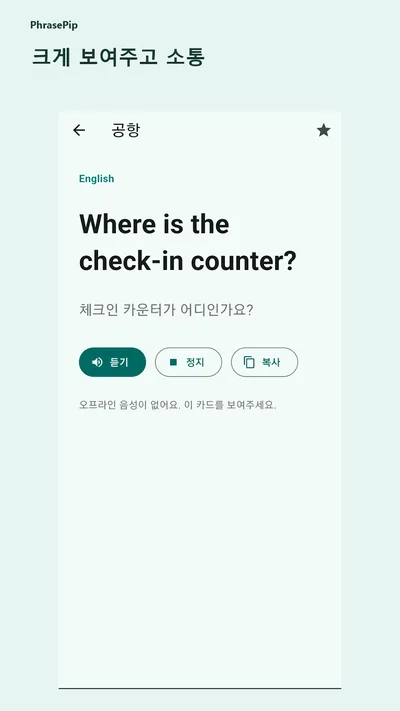 PhrasePip
크게 보여주고 소통
공항
English
Where is the
check-in counter?
체크인 카운터가 어디인가요?
듣기
정지
복사
오프라인 음성이 없어요. 이 카드를 보여주세요.